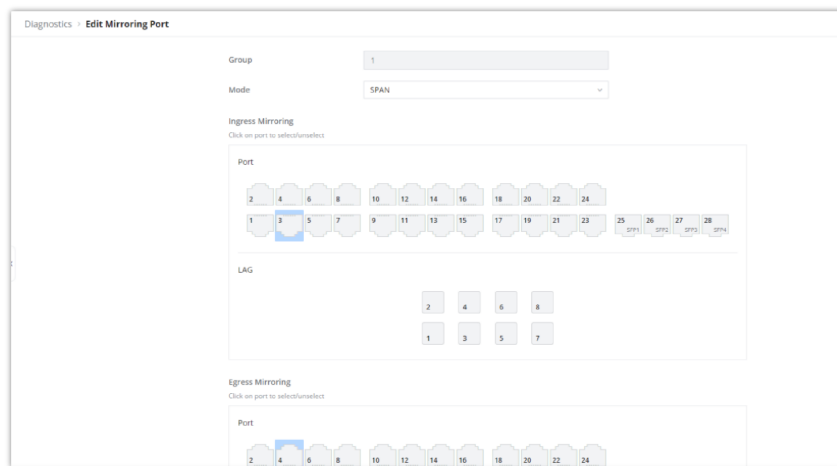 Diagnostics > Edit Mirroring Port
Group 1
Mode SPAN
Ingress Mirroring
Click on port to select/unselect
Port
2 4 6 8 10 12 14 16 18 20 22 24
1 3 5 7 9 11 13 15 17 19 21 23 25 26 27 28
SFP1 SFP2 SFP3 SFP4
LAG
2 4 6 8
1 3 5 7
Egress Mirroring
Click on port to select/unselect
Port
2 4 6 8 10 12 14 16 18 20 22 24